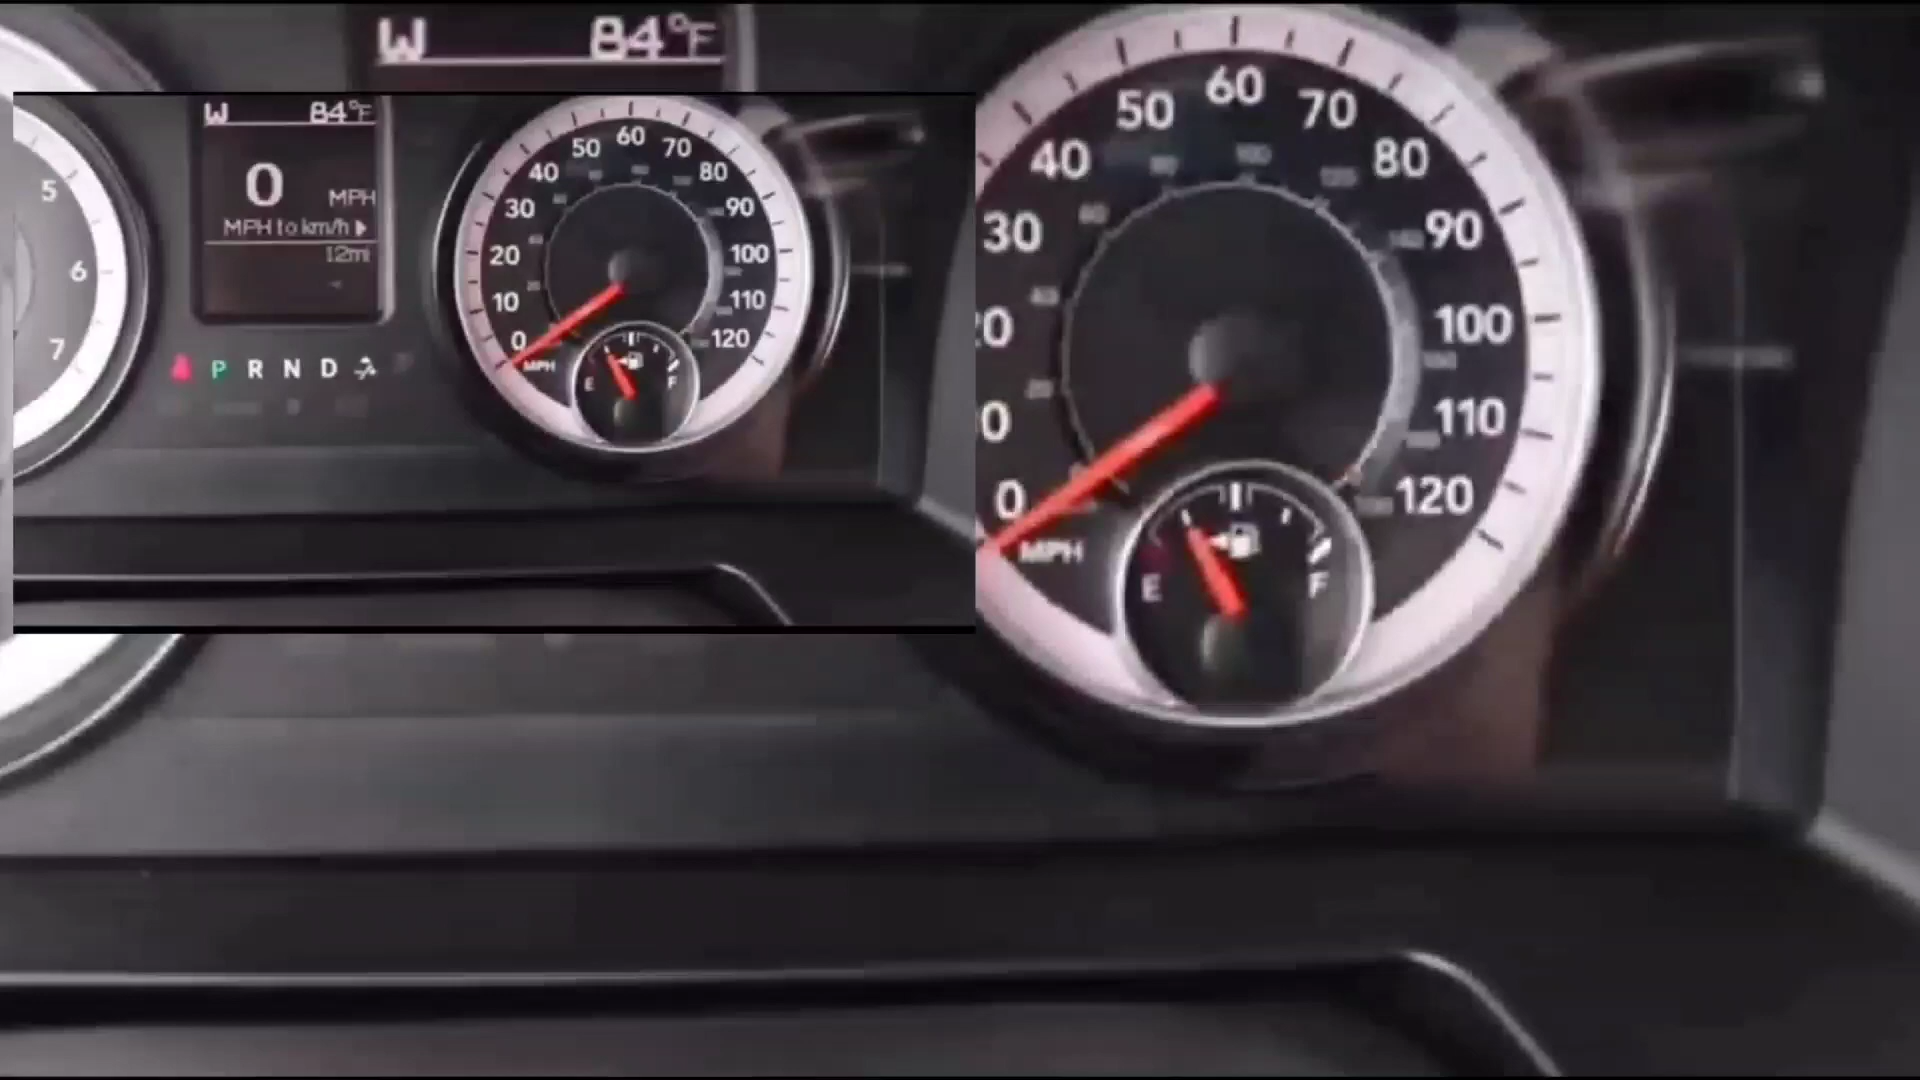 W 84°F
W 84°F
0 MPH
MPH to km/h
12mi
5
6
7
P R N D
0 10 20 30 40 50 60 70 80 90 100 110 120
MPH
E F
30 40 50 60 70 80 90 100 110 120
0
MPH
E F